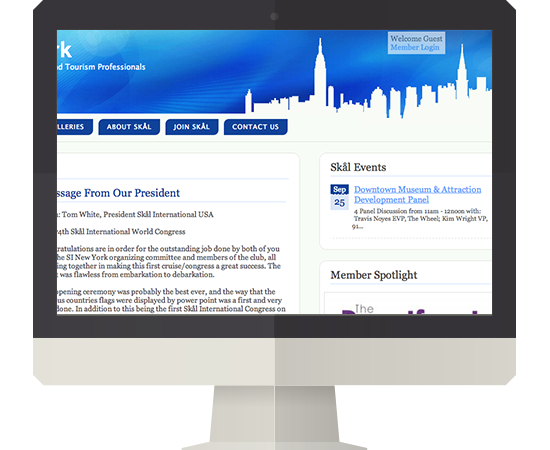 rk
Welcome Guest
Member Login
nd Tourism Professionals
LLERIES
ABOUT SKÅL
JOIN SKÅL
CONTACT US
ssage From Our President
n: Tom White, President Skål International USA
74th Skål International World Congress
gratulations are in order for the outstanding job done by both of you
the SI New York organizing committee and members of the club, all
ing together in making this first cruise/congress a great success. The
t was flawless from embarkation to debarkation.
opening ceremony was probably the best ever, and the way that the
us countries flags were displayed by power point was a first and very
done. In addition to this being the first Skål International Congress on
Skål Events
Sep
25
Downtown Museum & Attraction
Development Panel
4 Panel Discussion from 11am - 12noon with:
Travis Noyes EVP, The Wheel; Kim Wright VP,
91...
Member Spotlight
The